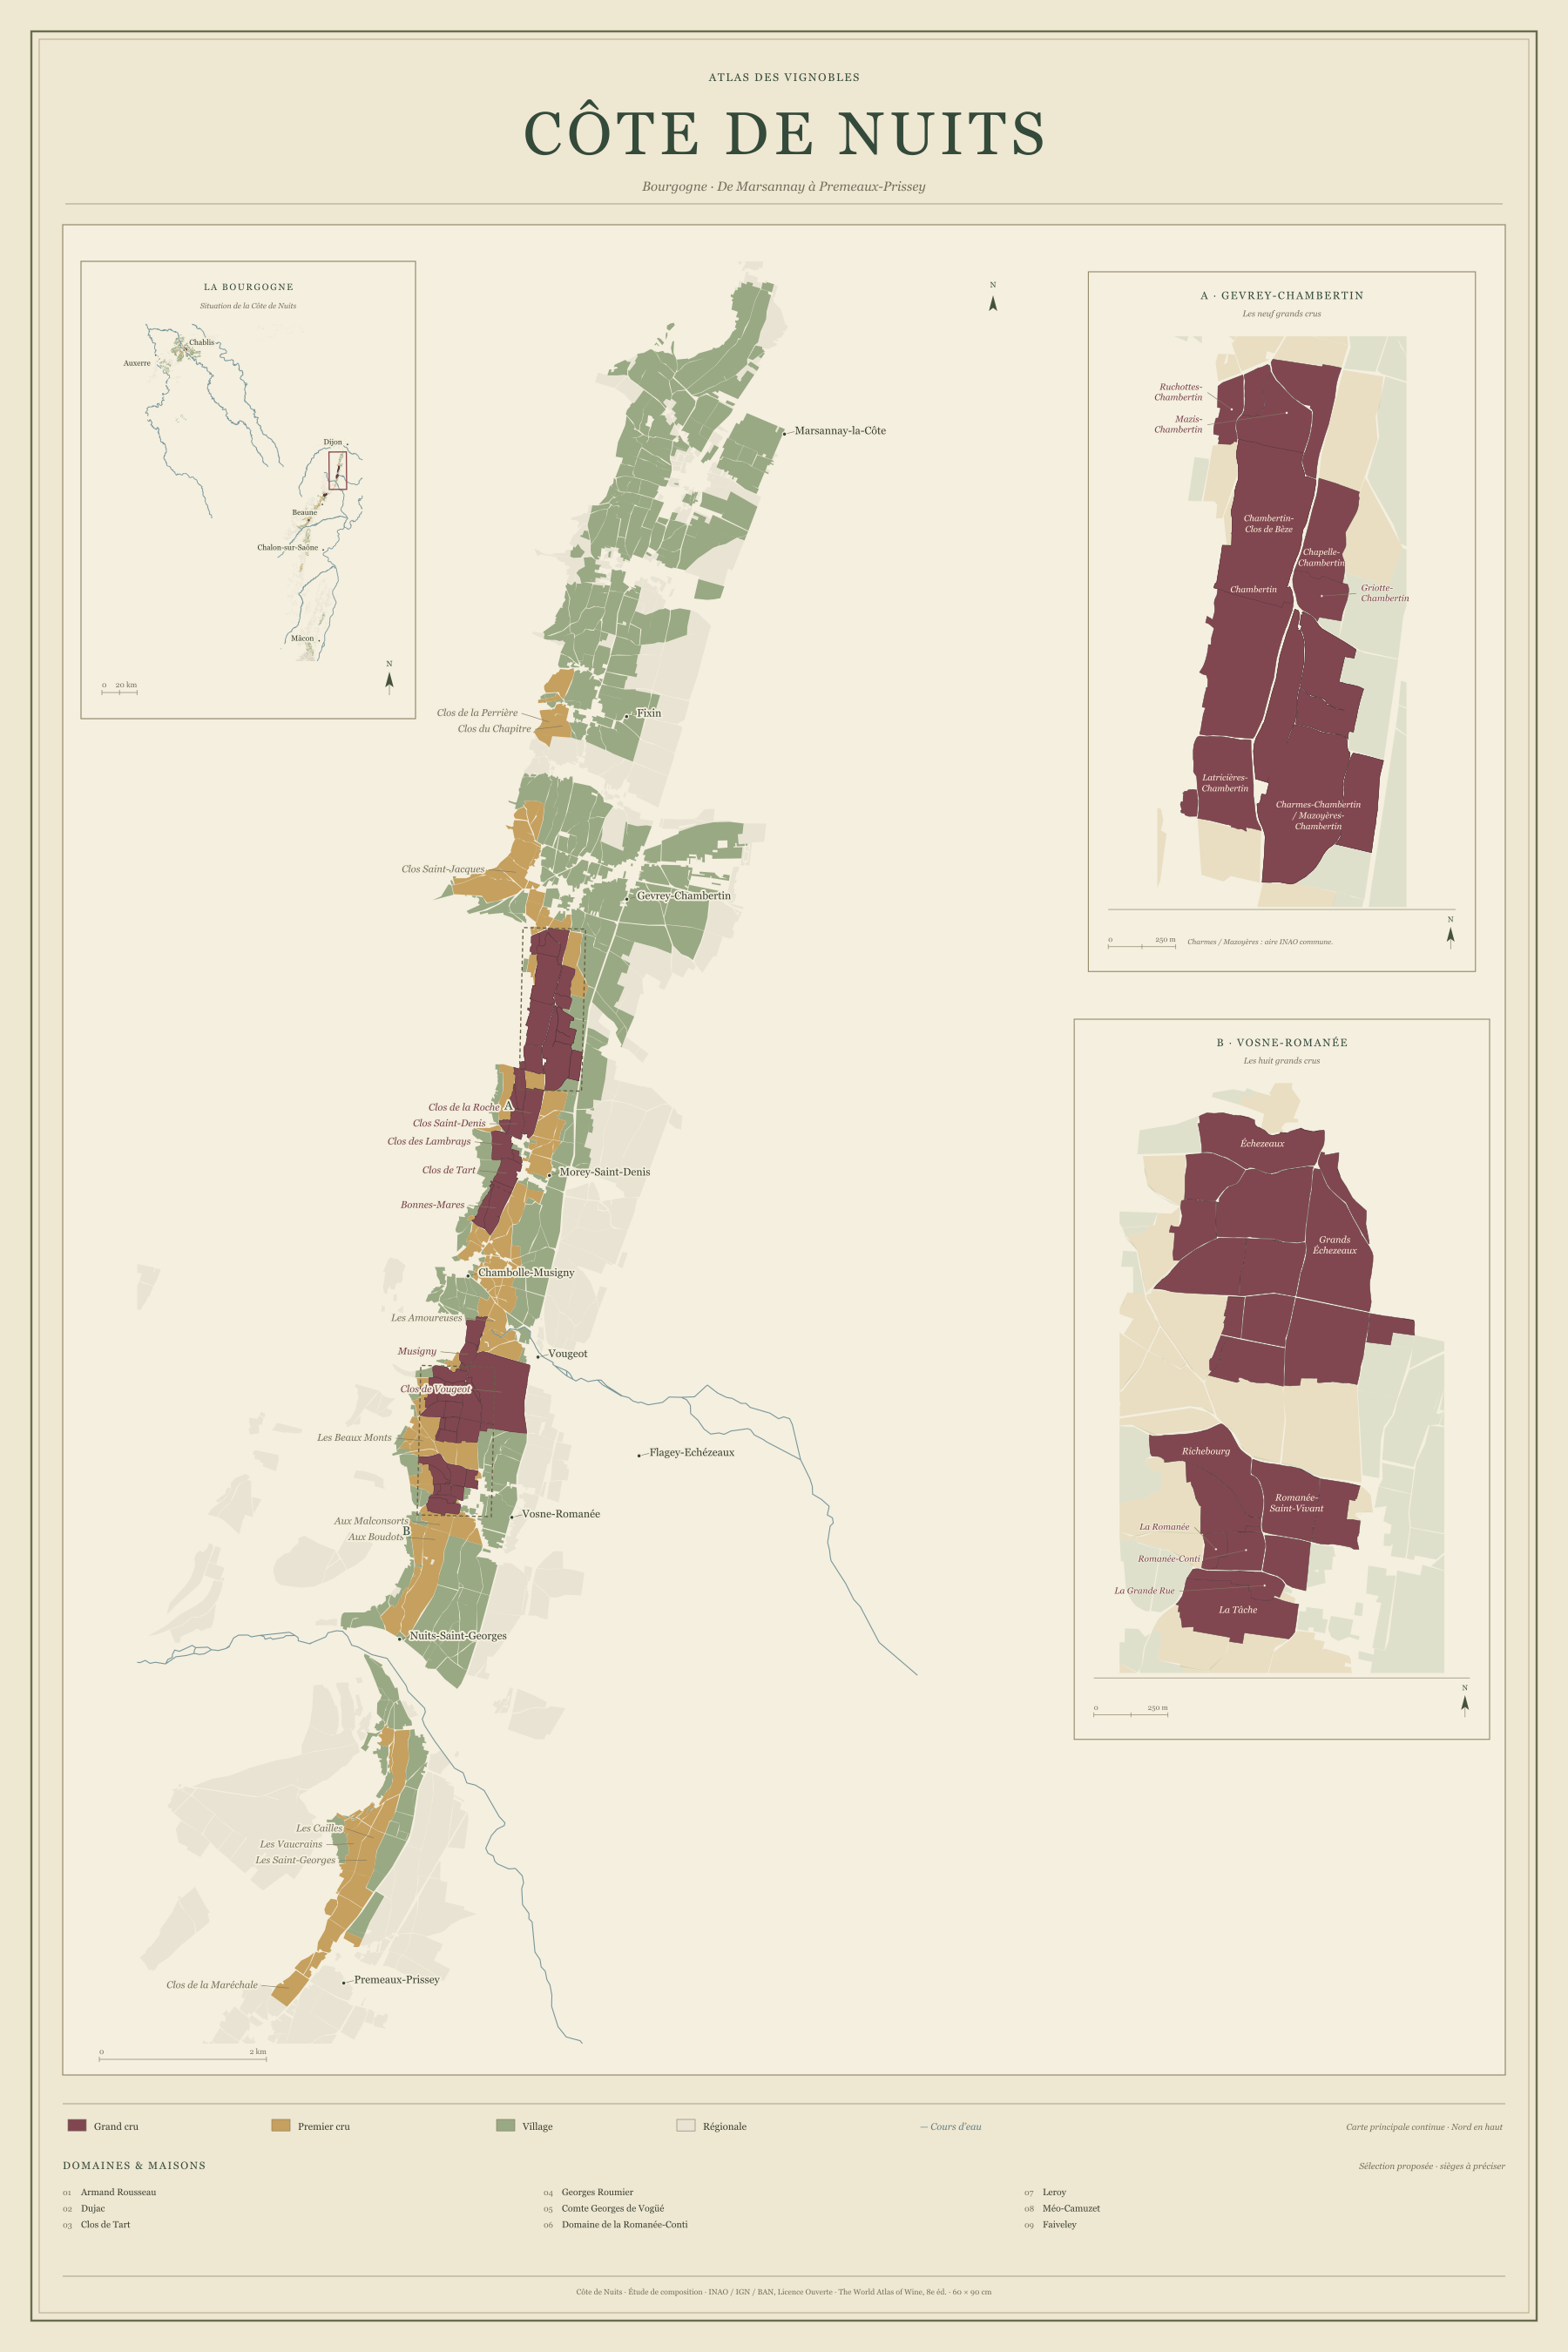 ATLAS DES VIGNOBLES
CÔTE DE NUITS
Bourgogne · De Marsannay à Premeaux-Prissey
LA BOURGOGNE
Situation de la Côte de Nuits
Chablis
Auxerre
Dijon
Beaune
Chalon-sur-Saône
Mâcon
N
0 20 km
N
Marsannay-la-Côte
Clos de la Perrière
Fixin
Clos du Chapitre
Clos Saint-Jacques
Gevrey-Chambertin
Clos de la Roche
A
Clos Saint-Denis
Clos des Lambrays
Clos de Tart
Morey-Saint-Denis
Bonnes-Mares
Chambolle-Musigny
Les Amoureuses
Musigny
Vougeot
Clos de Vougeot
Les Beaux Monts
Flagey-Echézeaux
Vosne-Romanée
Aux Malconsorts
B
Aux Boudots
Nuits-Saint-Georges
Les Cailles
Les Vaucrains
Les Saint-Georges
Premeaux-Prissey
Clos de la Maréchale
0 2 km
A · GEVREY-CHAMBERTIN
Les neuf grands crus
Ruchottes-
Chambertin
Mazis-
Chambertin
Chambertin-
Clos de Bèze
Chapelle-
Chambertin
Chambertin
Griotte-
Chambertin
Latricières-
Chambertin
Charmes-Chambertin
/ Mazoyères-
Chambertin
N
0 250 m
Charmes / Mazoyères : aire INAO commune.
B · VOSNE-ROMANÉE
Les huit grands crus
Échezeaux
Grands
Échezeaux
Richebourg
Romanée-
Saint-Vivant
La Romanée
Romanée-Conti
La Grande Rue
La Tâche
N
0 250 m
Grand cru
Premier cru
Village
Régionale
— Cours d'eau
Carte principale continue · Nord en haut
DOMAINES & MAISONS
Sélection proposée · sièges à préciser
01 Armand Rousseau
02 Dujac
03 Clos de Tart
04 Georges Roumier
05 Comte Georges de Vogüé
06 Domaine de la Romanée-Conti
07 Leroy
08 Méo-Camuzet
09 Faiveley
Côte de Nuits · Étude de composition · INAO / IGN / BAN, Licence Ouverte · The World Atlas of Wine, 8e éd. · 60 × 90 cm